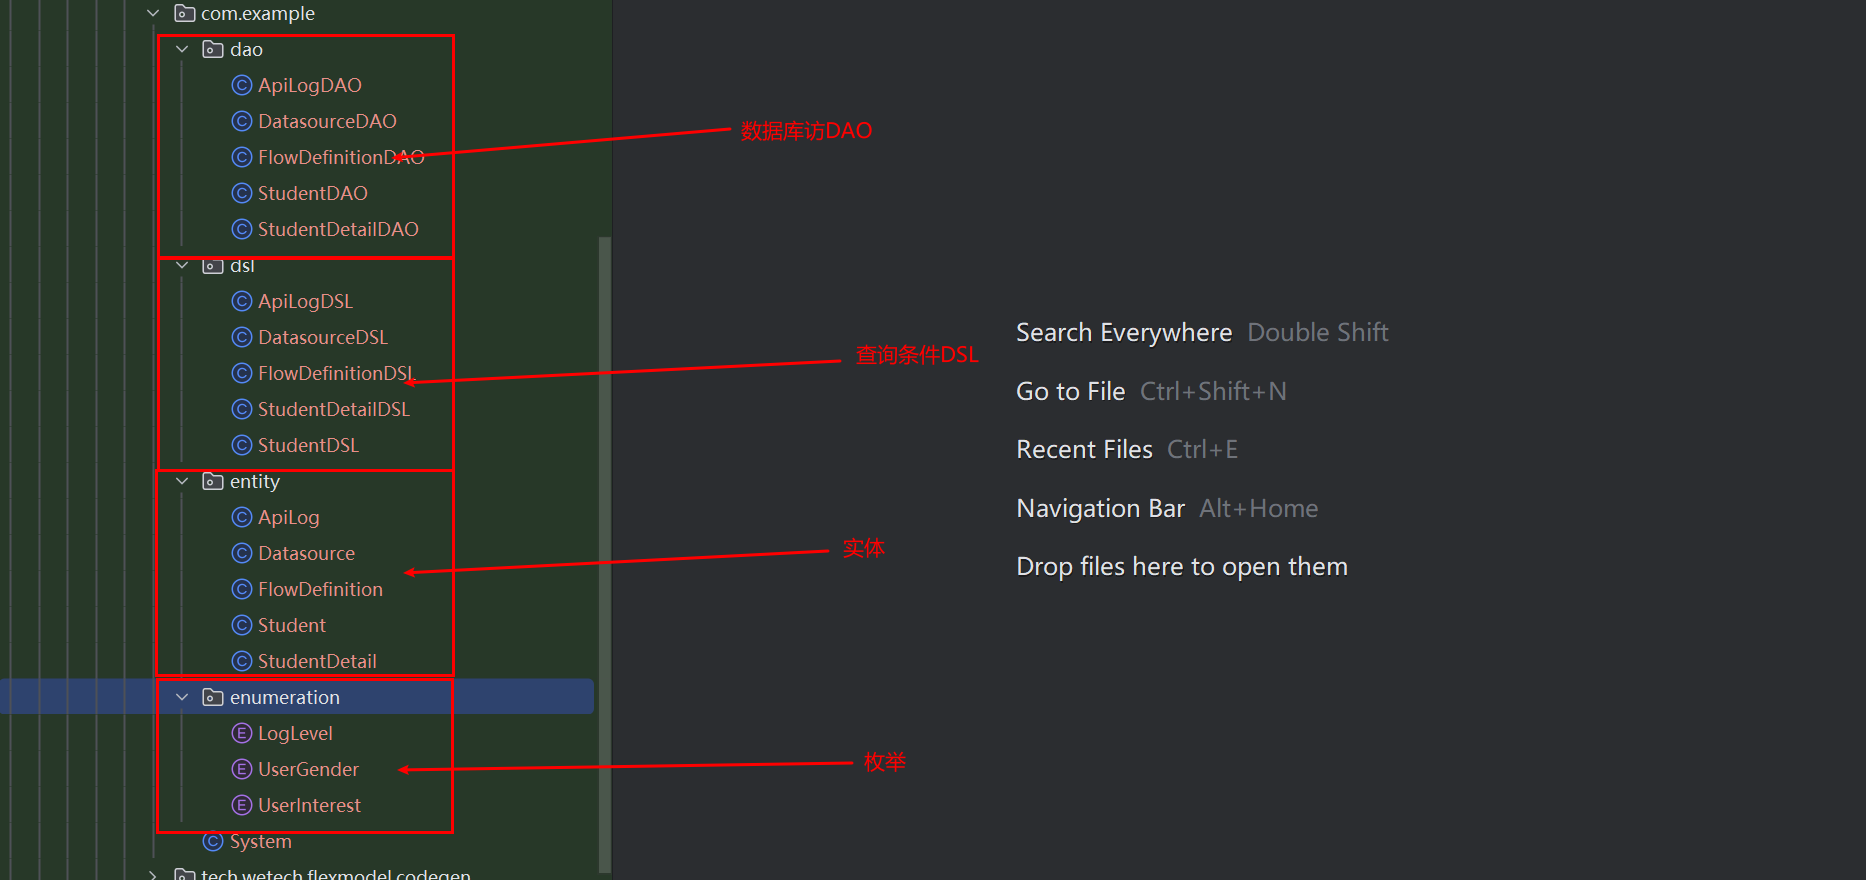 com.example
dao
ApiLogDAO
DatasourceDAO
FlowDefinitionDAO
StudentDAO
StudentDetailDAO
dsl
ApiLogDSL
DatasourceDSL
FlowDefinitionDSL
StudentDetailDSL
StudentDSL
entity
ApiLog
Datasource
FlowDefinition
Student
StudentDetail
enumeration
LogLevel
UserGender
UserInterest
System
tech.wetech.flexmodel.codegen
数据库访DAO
查询条件DSL
实体
枚举
Search Everywhere Double Shift
Go to File Ctrl+Shift+N
Recent Files Ctrl+E
Navigation Bar Alt+Home
Drop files here to open them